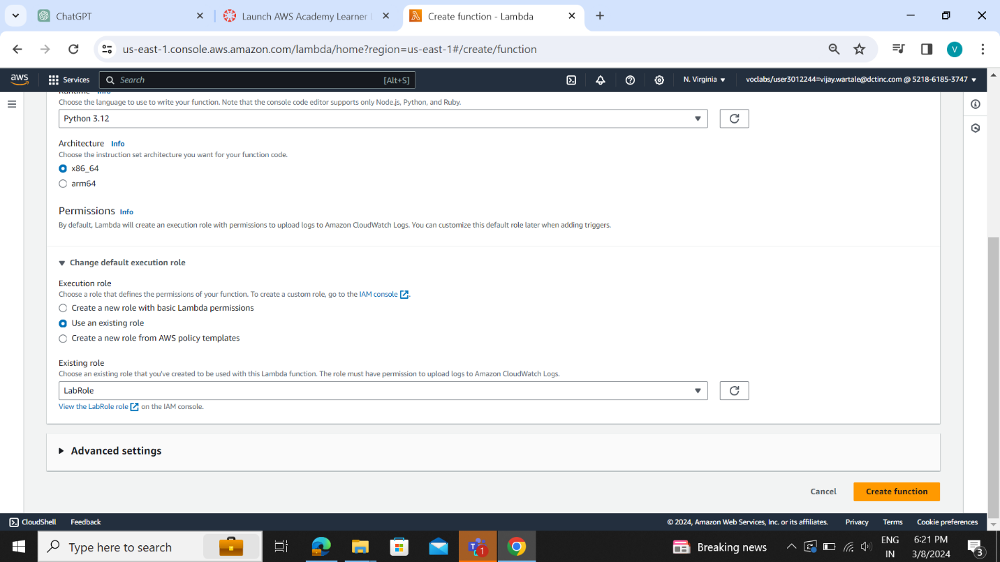 ChatGPT
Launch AWS Academy Learner
Create function - Lambda
us-east-1.console.aws.amazon.com/lambda/home?region=us-east-1#/create/function
V
aws
Services
Search
[Alt+S]
N. Virginia
voclabs/user3012244=vijay.wartale@dctinc.com @ 5218-6185-3747
Runtime Info
Choose the language to use to write your function. Note that the console code editor supports only Node.js, Python, and Ruby.
Python 3.12
Architecture Info
Choose the instruction set architecture you want for your function code.
x86_64
arm64
Permissions Info
By default, Lambda will create an execution role with permissions to upload logs to Amazon CloudWatch Logs. You can customize this default role later when adding triggers.
Change default execution role
Execution role
Choose a role that defines the permissions of your function. To create a custom role, go to the IAM console.
Create a new role with basic Lambda permissions
Use an existing role
Create a new role from AWS policy templates
Existing role
Choose an existing role that you've created to be used with this Lambda function. The role must have permission to upload logs to Amazon CloudWatch Logs.
LabRole
View the LabRole role on the IAM console.
Advanced settings
Cancel
Create function
CloudShell
Feedback
© 2024, Amazon Web Services, Inc. or its affiliates.
Privacy
Terms
Cookie preferences
Type here to search
1
Breaking news
ENG
IN
6:21 PM
3/8/2024
3